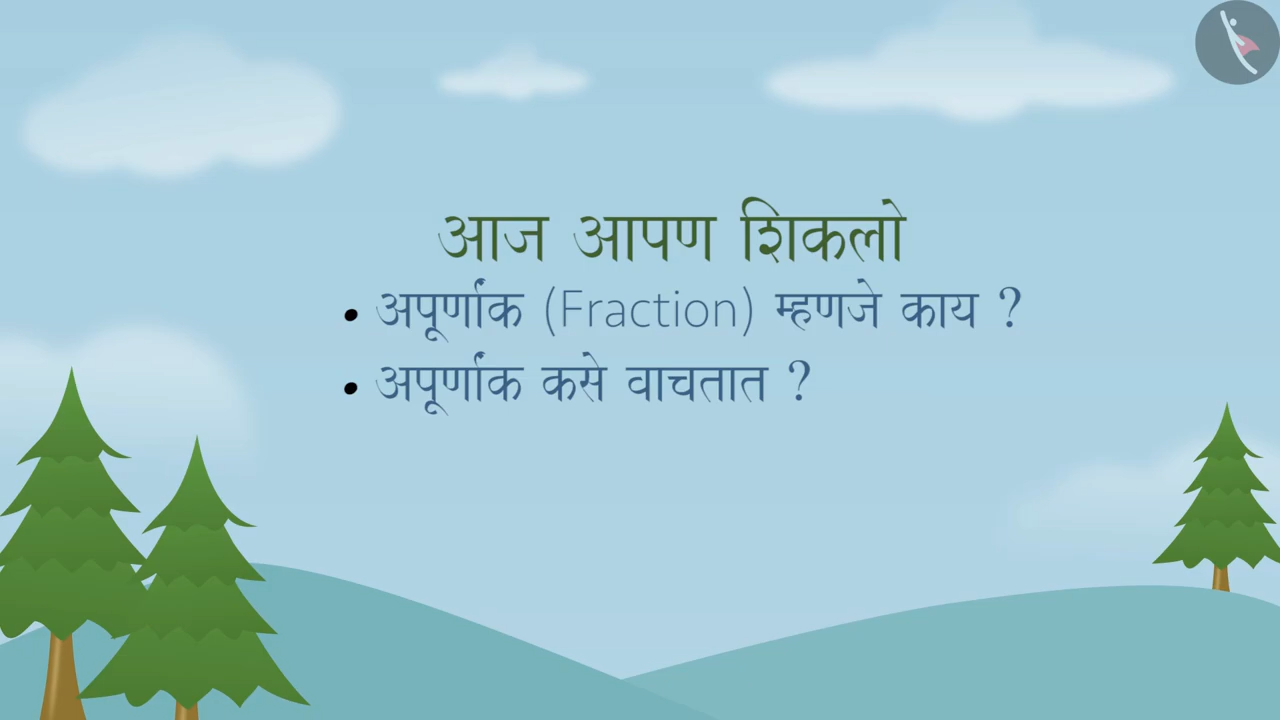 आज आपण शिकलो
• अपूर्णांक (Fraction) म्हणजे काय ?
• अपूर्णांक कसे वाचतात ?